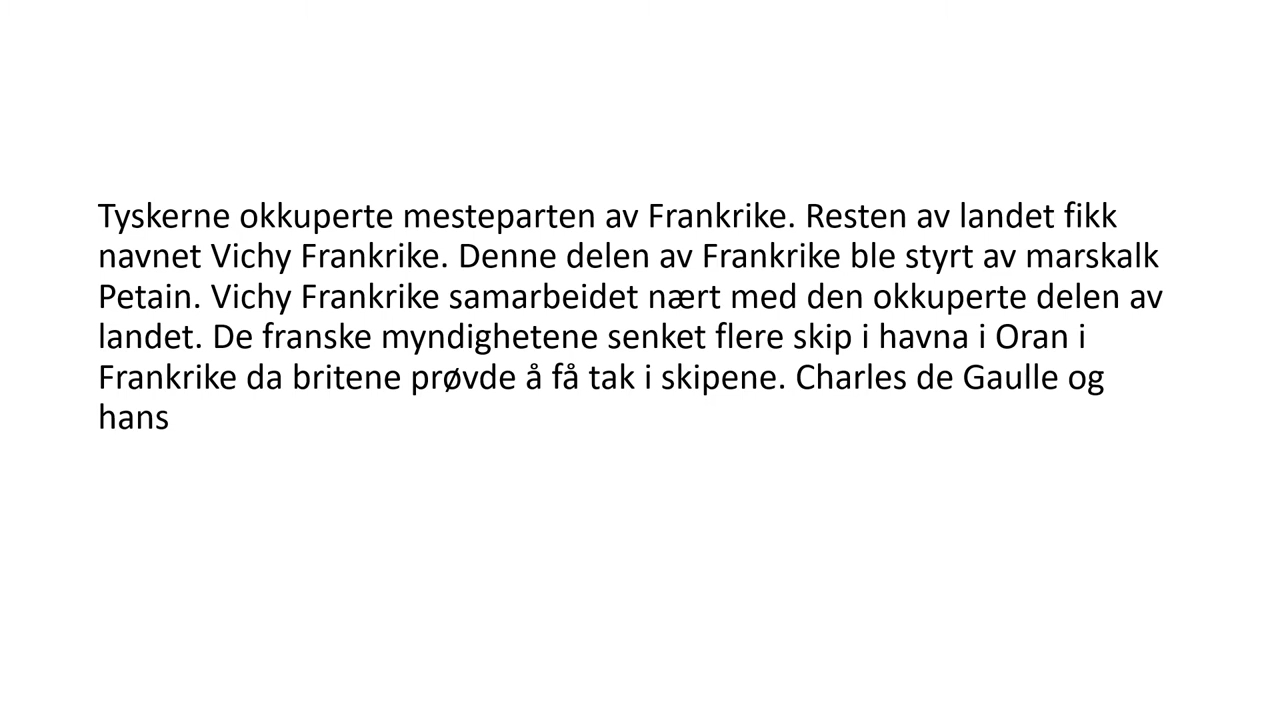 Tyskerne okkuperte mesteparten av Frankrike. Resten av landet fikk
navnet Vichy Frankrike. Denne delen av Frankrike ble styrt av marskalk
Petain. Vichy Frankrike samarbeidet nært med den okkuperte delen av
landet. De franske myndighetene senket flere skip i havna i Oran i
Frankrike da britene prøvde å få tak i skipene. Charles de Gaulle og
hans